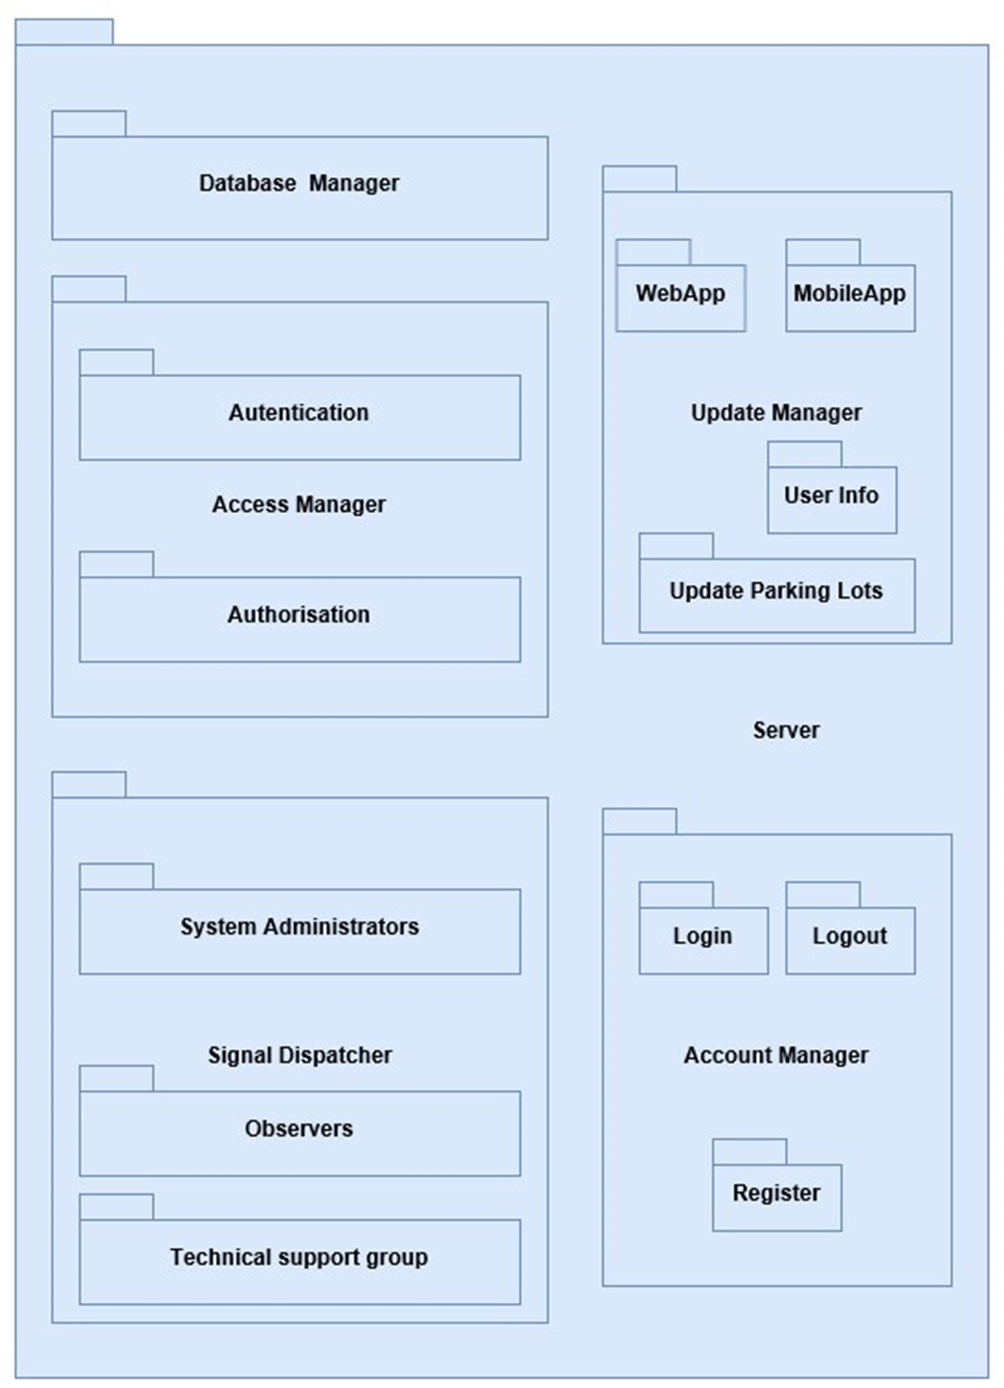 Database Manager
WebApp
MobileApp
Autentication
Update Manager
Access Manager
User Info
Authorisation
Update Parking Lots
Server
System Administrators
Login
Logout
Signal Dispatcher
Account Manager
Observers
Register
Technical support group